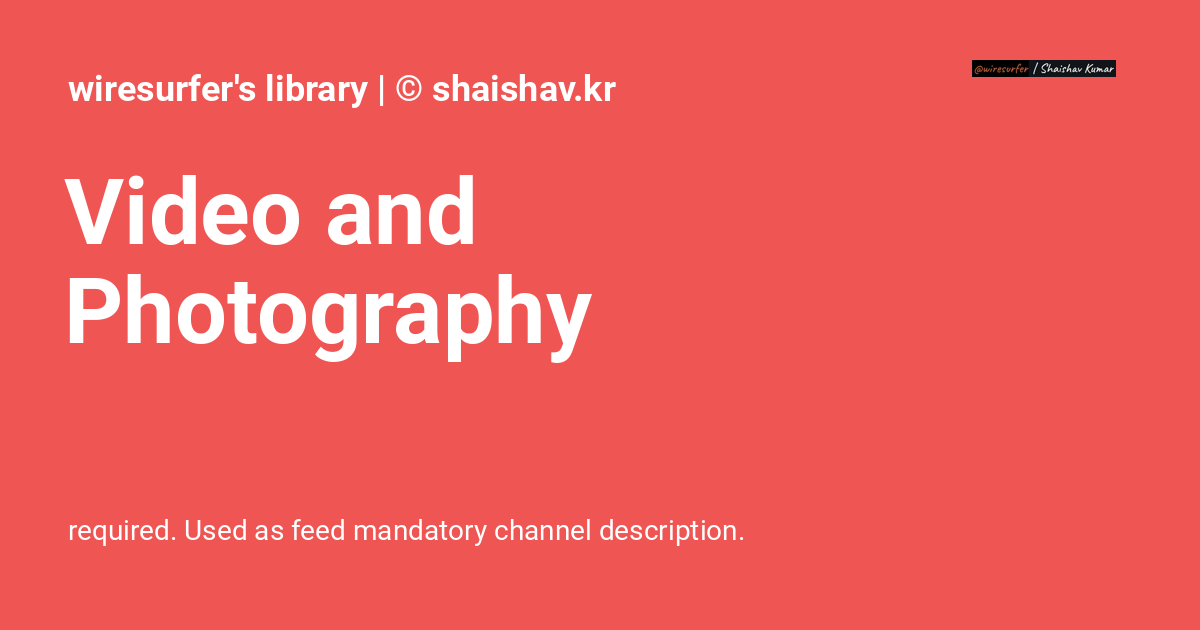 wiresurfer's library | © shaishav.kr
@wiresurfer | Shaishav Kumar
Video and
Photography
required. Used as feed mandatory channel description.